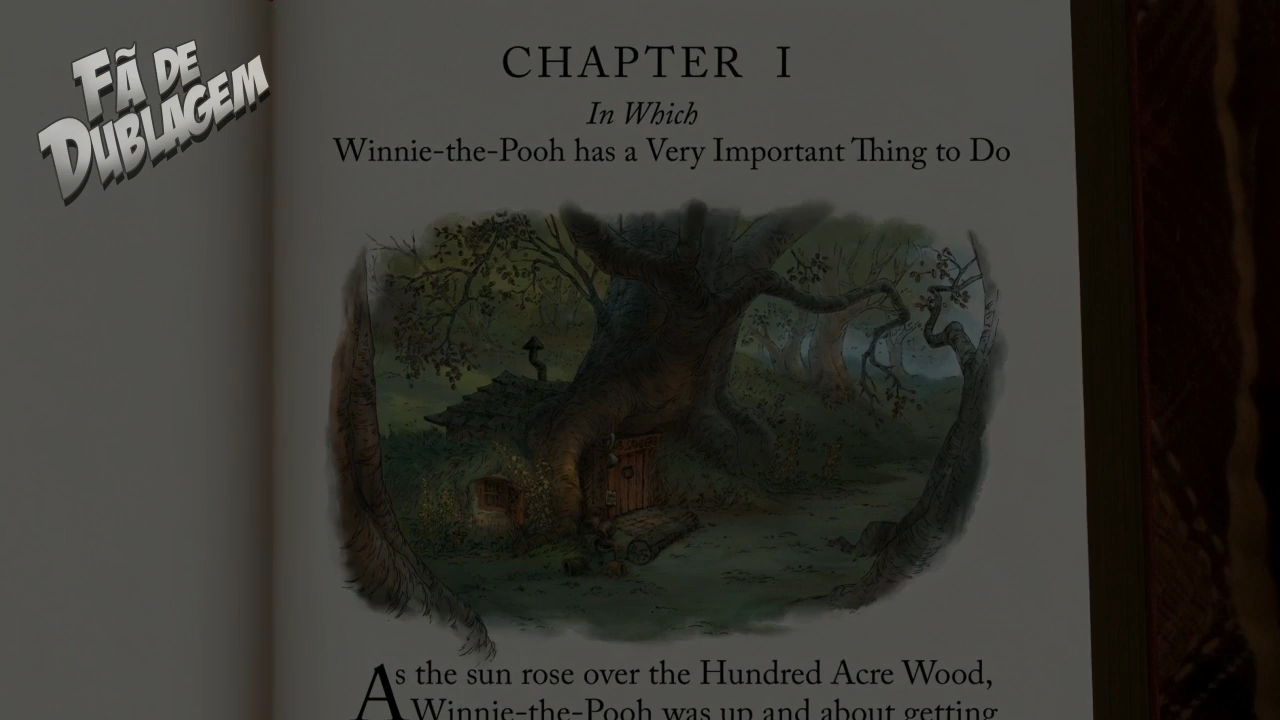 FÃ DE
DUBLAGEM
CHAPTER I
In Which
Winnie-the-Pooh has a Very Important Thing to Do
As the sun rose over the Hundred Acre Wood,
Winnie-the-Pooh was up and about getting